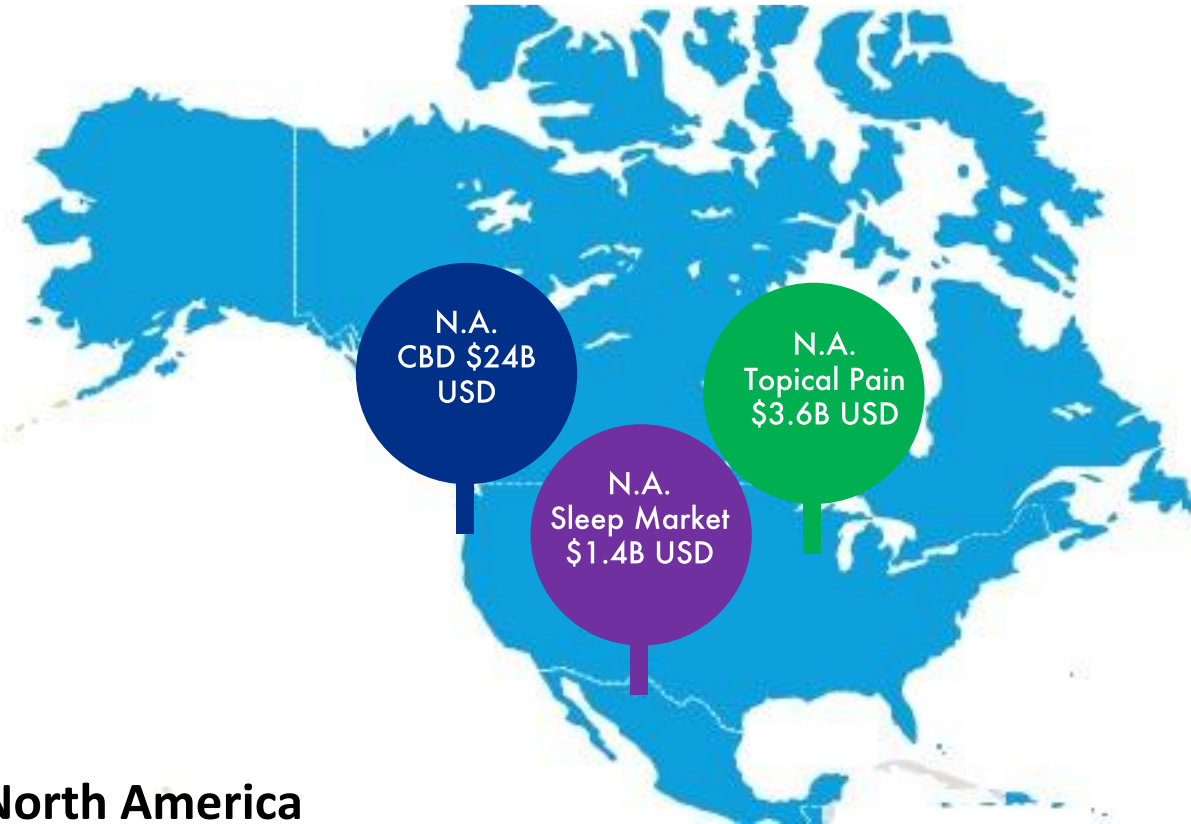 N.A.
CBD $24B
USD
N.A.
Topical Pain
$3.6B USD
N.A.
Sleep Market
$1.4B USD
North America